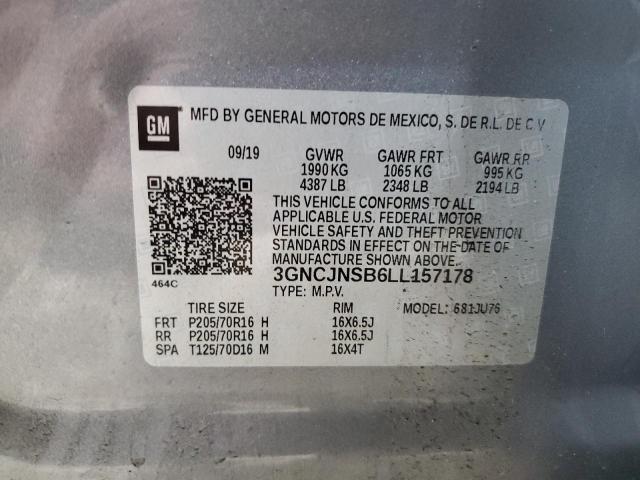 GM
MFD BY GENERAL MOTORS DE MEXICO, S. DE R.L. DE C.V
09/19 GVWR GAWR FRT GAWR RR
1990 KG 1065 KG 995 KG
4387 LB 2348 LB 2194 LB
THIS VEHICLE CONFORMS TO ALL
APPLICABLE U.S. FEDERAL MOTOR
VEHICLE SAFETY AND THEFT PREVENTION
STANDARDS IN EFFECT ON THE DATE OF
MANUFACTURE SHOWN ABOVE.
3GNCJNSB6LL157178
464C
TYPE: M.P.V.
TIRE SIZE RIM MODEL: 681JU76
FRT P205/70R16 H 16X6.5J
RR P205/70R16 H 16X6.5J
SPA T125/70D16 M 16X4T